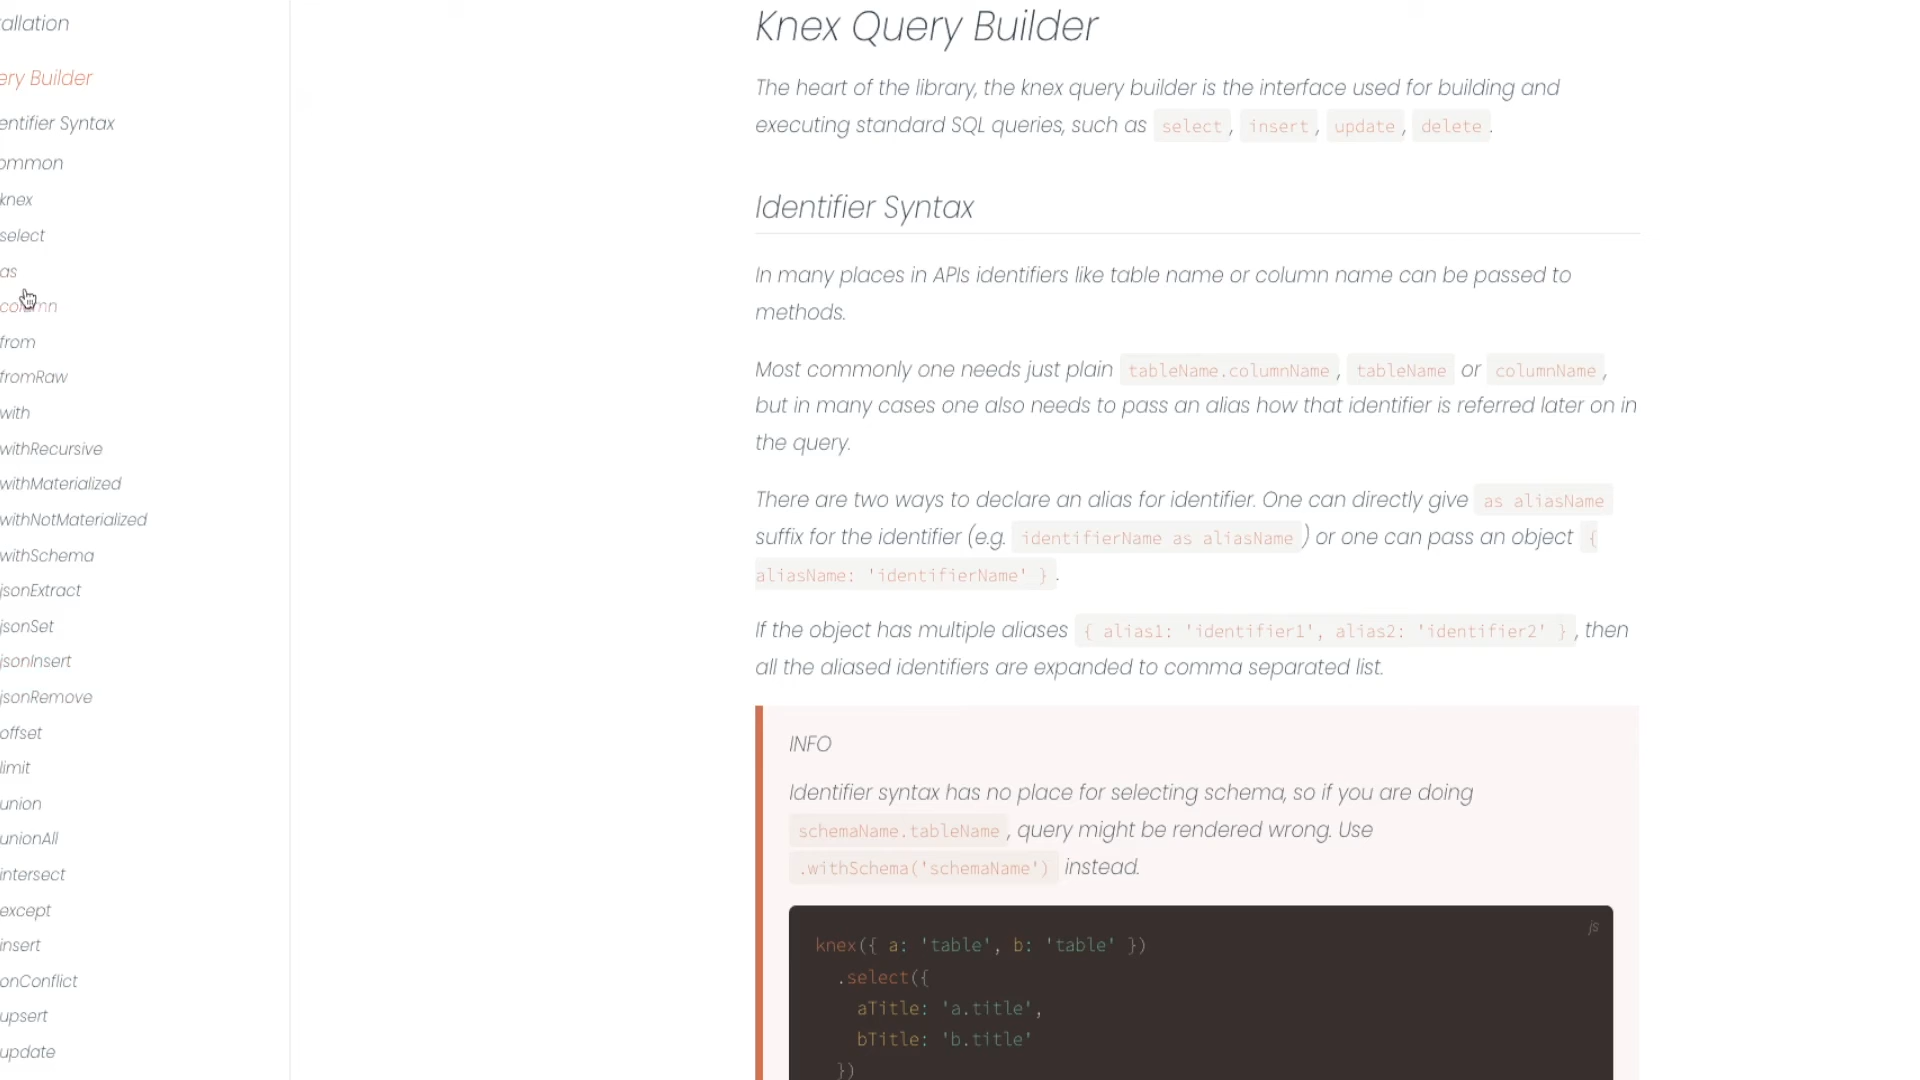 allation
ery Builder
entifier Syntax
ommon
knex
select
as
column
from
fromRaw
with
withRecursive
withMaterialized
withNotMaterialized
withSchema
jsonExtract
jsonSet
jsonInsert
jsonRemove
offset
limit
union
unionAll
intersect
except
insert
onConflict
upsert
update
Knex Query Builder
The heart of the library, the knex query builder is the interface used for building and
executing standard SQL queries, such as select, insert, update, delete.
Identifier Syntax
In many places in APIs identifiers like table name or column name can be passed to
methods.
Most commonly one needs just plain tableName.columnName, tableName or columnName,
but in many cases one also needs to pass an alias how that identifier is referred later on in
the query.
There are two ways to declare an alias for identifier. One can directly give as aliasName
suffix for the identifier (e.g. identifierName as aliasName) or one can pass an object {
aliasName: 'identifierName' }.
If the object has multiple aliases { alias1: 'identifier1', alias2: 'identifier2' }, then
all the aliased identifiers are expanded to comma separated list.
INFO
Identifier syntax has no place for selecting schema, so if you are doing
schemaName.tableName, query might be rendered wrong. Use
.withSchema('schemaName') instead.
js
knex({ a: 'table', b: 'table' })
.select({
aTitle: 'a.title',
bTitle: 'b.title'
})